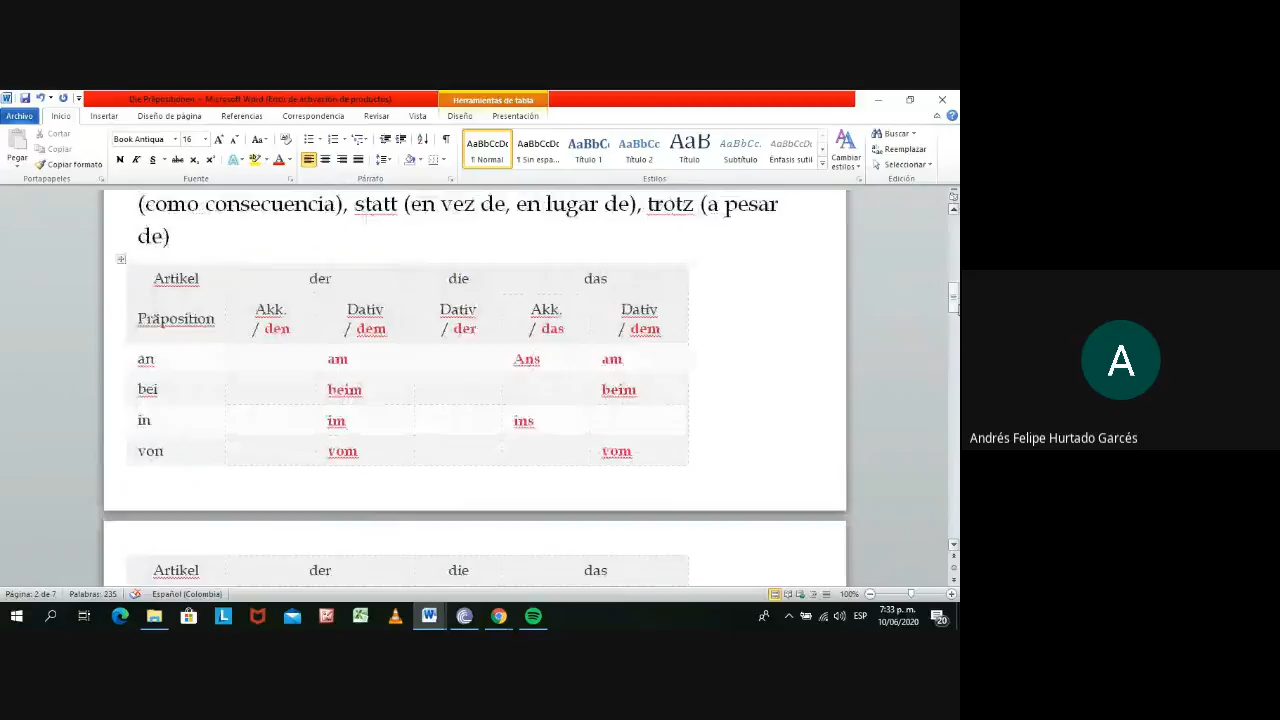 Die Präpositionen - Microsoft Word (Error de activación de productos)
Herramientas de tabla
Archivo Inicio Insertar Diseño de página Referencias Correspondencia Revisar Vista Diseño Presentación
Pegar
Cortar
Copiar
Copiar formato
Portapapeles
Book Antiqua 16
N K S abc x₂ x²
Fuente
Párrafo
AaBbCcDc AaBbCcDc AaBbC AaBbCc AaB AaBbCc. AaBbCcDc
¶ Normal ¶ Sin espa... Título 1 Título 2 Título Subtítulo Énfasis sutil
Estilos
Cambiar estilos
Buscar
Reemplazar
Seleccionar
Edición
(como consecuencia), statt (en vez de, en lugar de), trotz (a pesar
de)
Artikel der die das
Präposition Akk. / den Dativ / dem Dativ / der Akk. / das Dativ / dem
an am Ans am
bei beim beim
in im ins
von vom vom
Artikel der die das
Página: 2 de 7 Palabras: 235 Español (Colombia) 100%
ESP 7:33 p. m.
10/06/2020 20
A
Andrés Felipe Hurtado Garcés